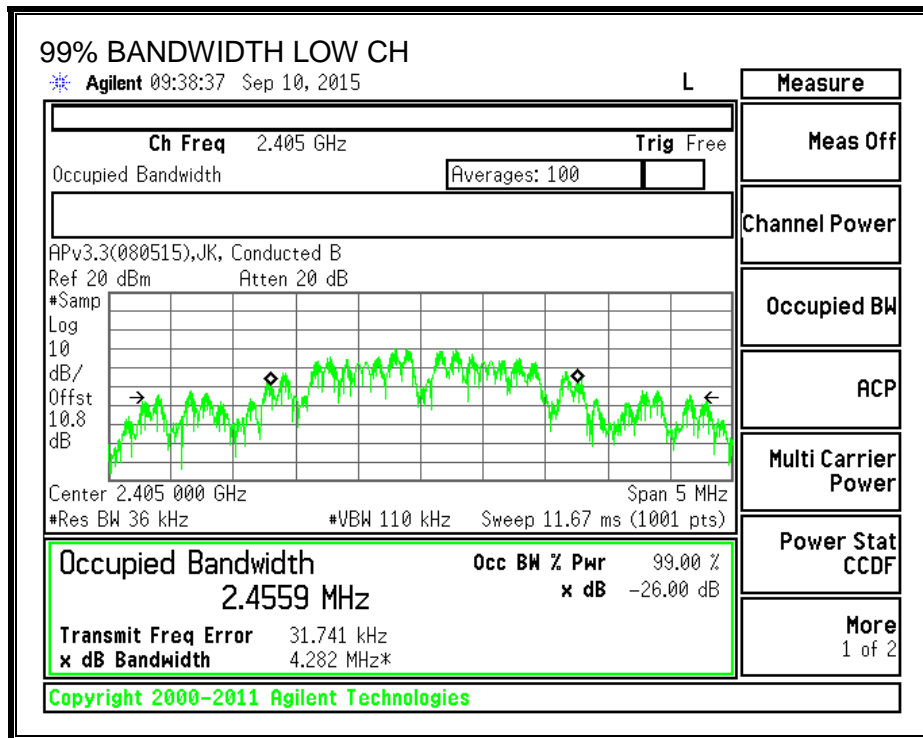 99% BANDWIDTH LOW CH
Agilent 09:38:37 Sep 10, 2015 L
Ch Freq 2.405 GHz Trig Free
Occupied Bandwidth Averages: 100
APv3.3(080515),JK, Conducted B
Ref 20 dBm Atten 20 dB
#Samp
Log
10
dB/
Offst
10.8
dB
Center 2.405 000 GHz Span 5 MHz
#Res BW 36 kHz #VBW 110 kHz Sweep 11.67 ms (1001 pts)
Occupied Bandwidth Occ BW % Pwr 99.00 %
2.4559 MHz x dB -26.00 dB
Transmit Freq Error 31.741 kHz
x dB Bandwidth 4.282 MHz*
Copyright 2000-2011 Agilent Technologies
Measure
Meas Off
Channel Power
Occupied BW
ACP
Multi Carrier
Power
Power Stat
CCDF
More
1 of 2